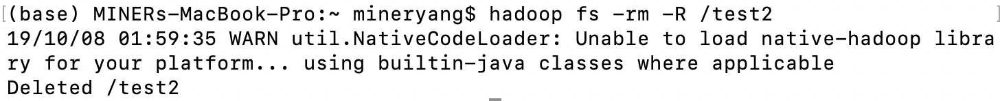 (base) MINERs-MacBook-Pro:~ mineryang$ hadoop fs -rm -R /test2
19/10/08 01:59:35 WARN util.NativeCodeLoader: Unable to load native-hadoop libra
ry for your platform... using builtin-java classes where applicable
Deleted /test2